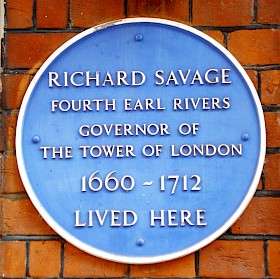 RICHARD SAVAGE
FOURTH EARL RIVERS
GOVERNOR OF
THE TOWER OF LONDON
1660 - 1712
LIVED HERE